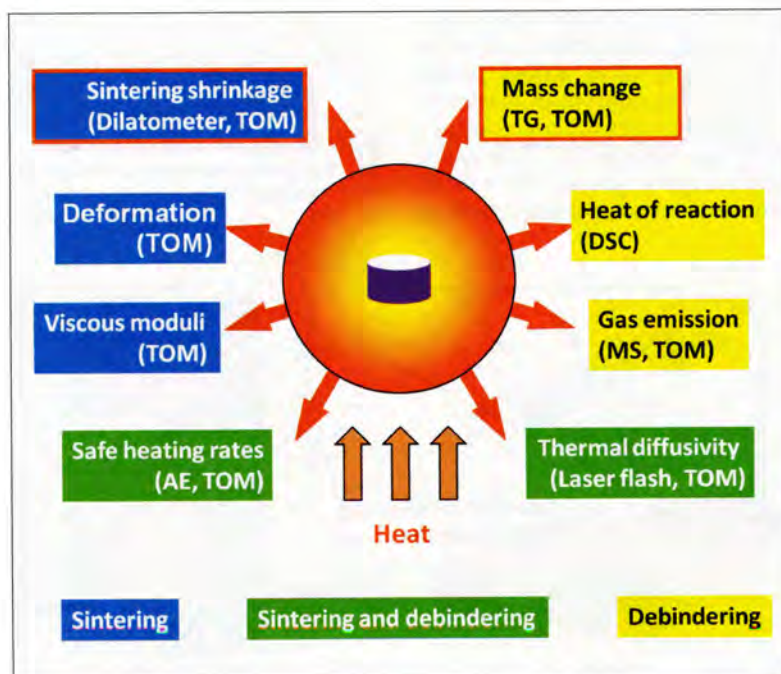 Sintering shrinkage
(Dilatometer, TOM)
Mass change
(TG, TOM)
Deformation
(TOM)
Heat of reaction
(DSC)
Viscous moduli
(TOM)
Gas emission
(MS, TOM)
Safe heating rates
(AE, TOM)
Thermal diffusivity
(Laser flash, TOM)
Heat
Sintering
Sintering and debindering
Debindering